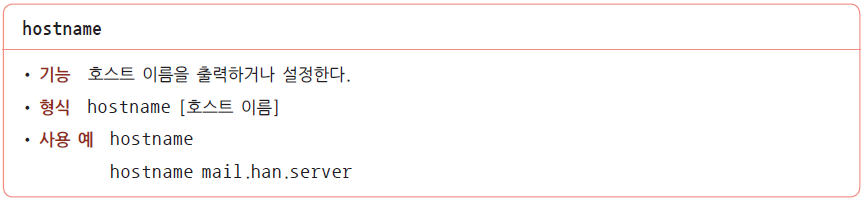 hostname
• 기능 호스트 이름을 출력하거나 설정한다.
• 형식 hostname [호스트 이름]
• 사용 예 hostname
hostname mail.han.server